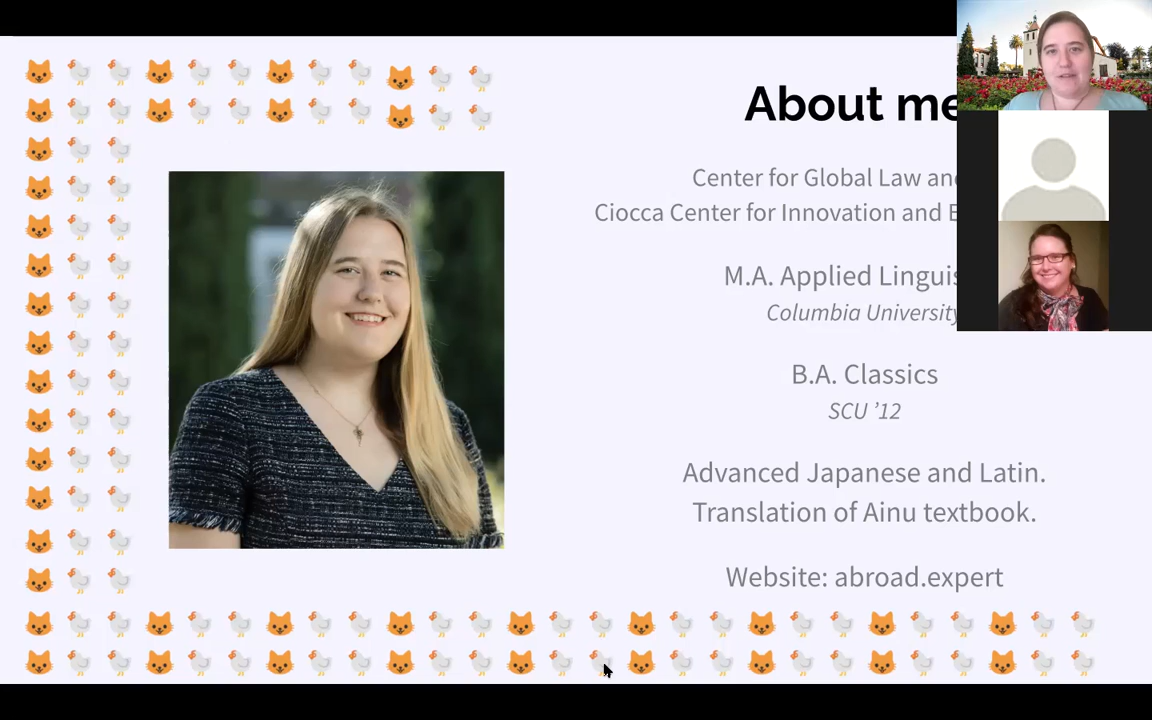 About me
Center for Global Law and
Ciocca Center for Innovation and
M.A. Applied
Columbia University
B.A. Classics
SCU ’12
Advanced Japanese and Latin.
Translation of Ainu textbook.
Website: abroad.expert